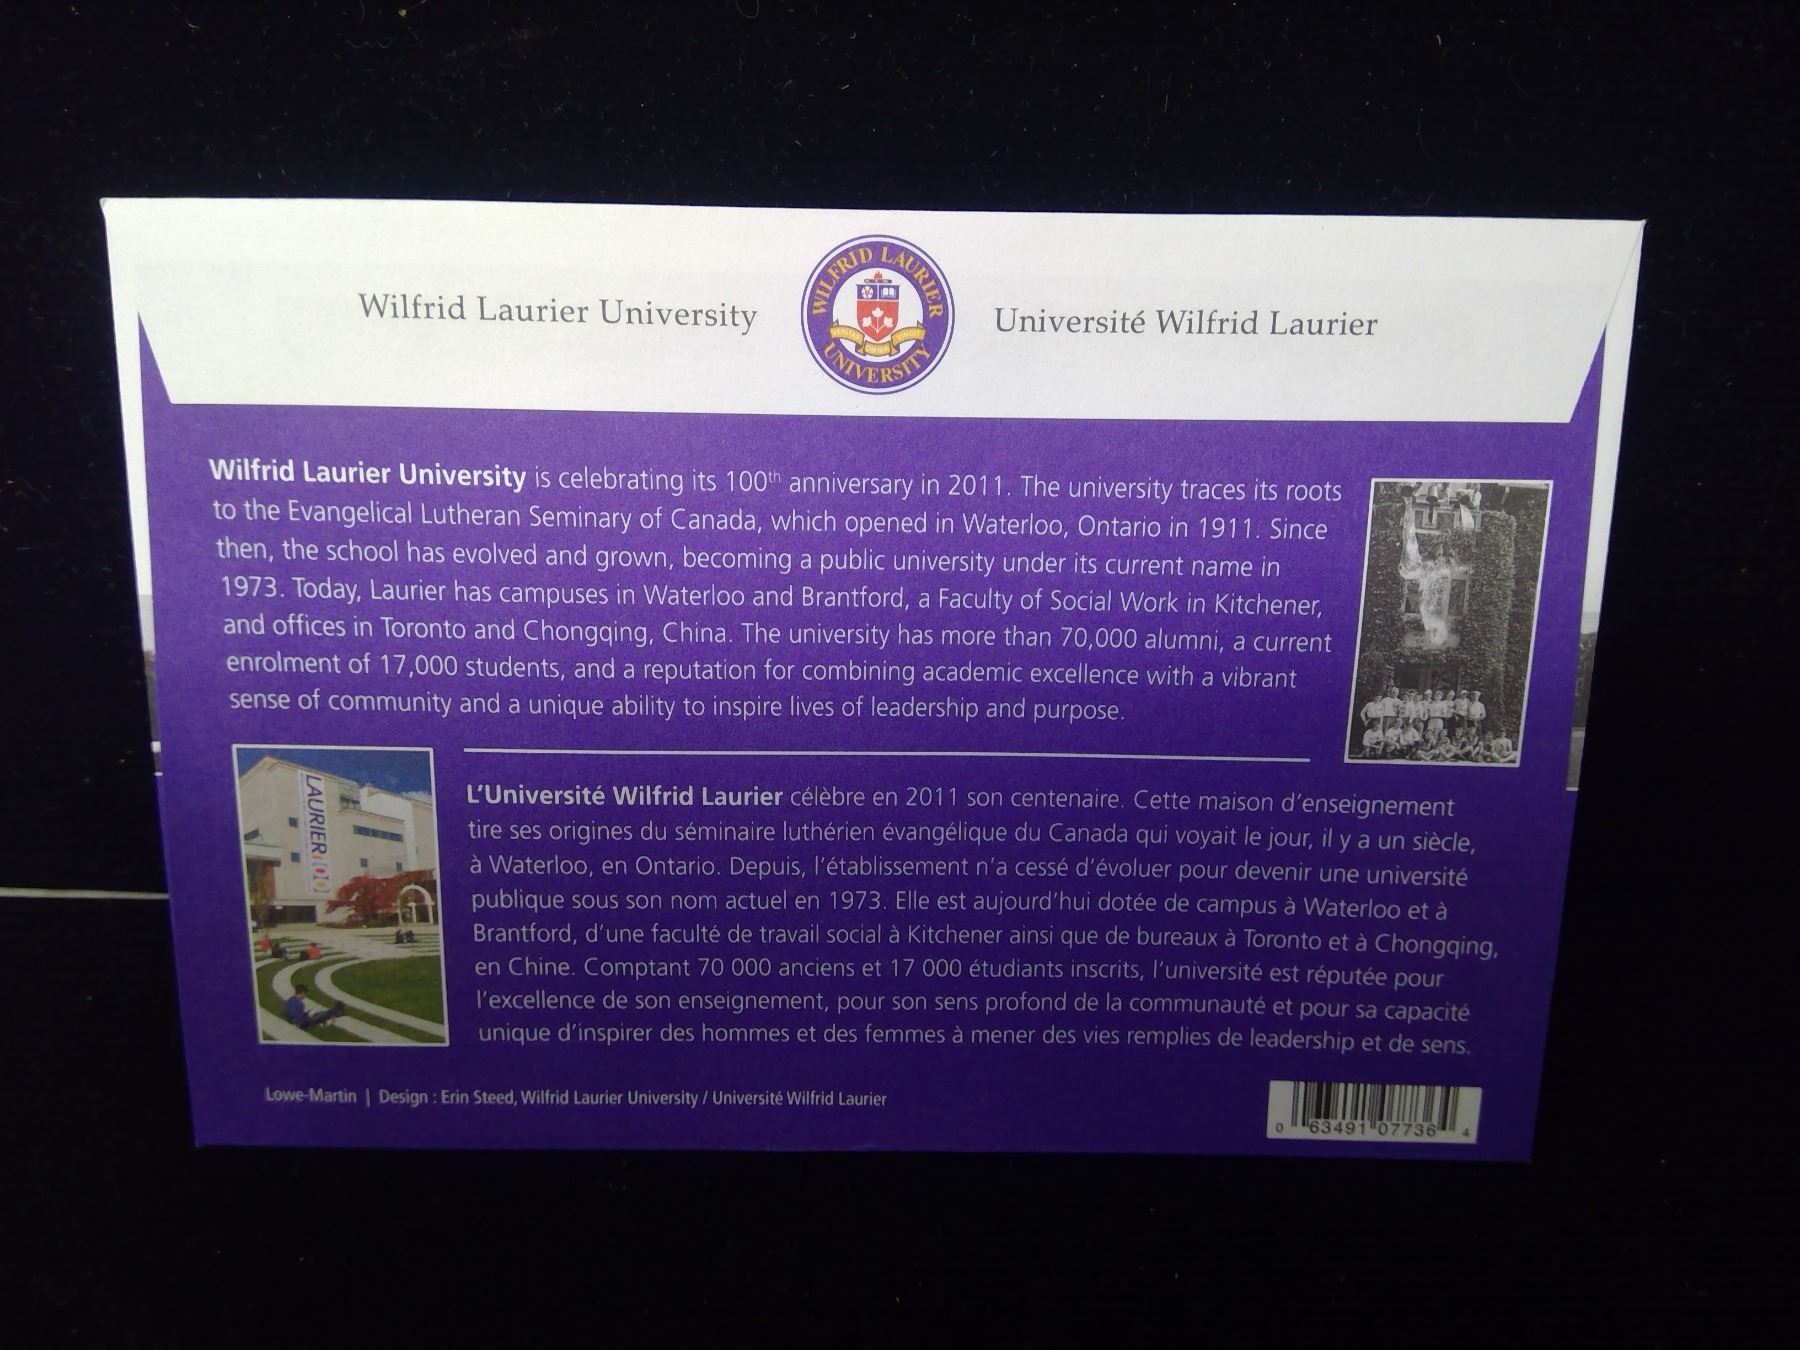 Wilfrid Laurier University
WILFRID LAURIER
UNIVERSITY
VERITAS OMNIA VINCIT
Université Wilfrid Laurier
Wilfrid Laurier University is celebrating its 100th anniversary in 2011. The university traces its roots
to the Evangelical Lutheran Seminary of Canada, which opened in Waterloo, Ontario in 1911. Since
then, the school has evolved and grown, becoming a public university under its current name in
1973. Today, Laurier has campuses in Waterloo and Brantford, a Faculty of Social Work in Kitchener,
and offices in Toronto and Chongqing, China. The university has more than 70,000 alumni, a current
enrolment of 17,000 students, and a reputation for combining academic excellence with a vibrant
sense of community and a unique ability to inspire lives of leadership and purpose.
LAURIER
L'Université Wilfrid Laurier célèbre en 2011 son centenaire. Cette maison d'enseignement
tire ses origines du séminaire luthérien évangélique du Canada qui voyait le jour, il y a un siècle,
à Waterloo, en Ontario. Depuis, l'établissement n'a cessé d'évoluer pour devenir une université
publique sous son nom actuel en 1973. Elle est aujourd'hui dotée de campus à Waterloo et à
Brantford, d'une faculté de travail social à Kitchener ainsi que de bureaux à Toronto et à Chongqing,
en Chine. Comptant 70 000 anciens et 17 000 étudiants inscrits, l'université est réputée pour
l'excellence de son enseignement, pour son sens profond de la communauté et pour sa capacité
unique d'inspirer des hommes et des femmes à mener des vies remplies de leadership et de sens.
Lowe-Martin | Design : Erin Steed, Wilfrid Laurier University / Université Wilfrid Laurier
0 63491 07736 4